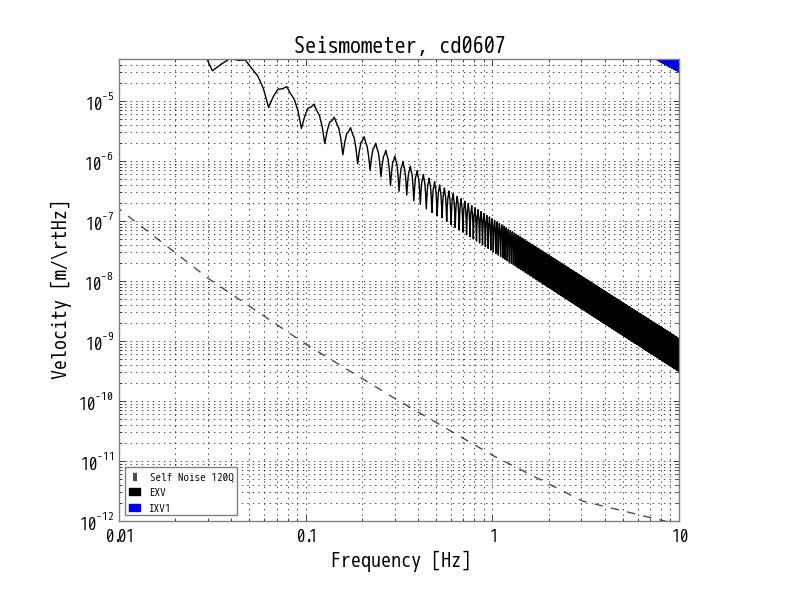 Seismometer, cd0607
Velocity [m/\rtHz]
10-5
10-6
10-7
10-8
10-9
10-10
10-11
10-12
Self Noise 120Q
EXV
IXV1
0.01 0.1 1 10
Frequency [Hz]